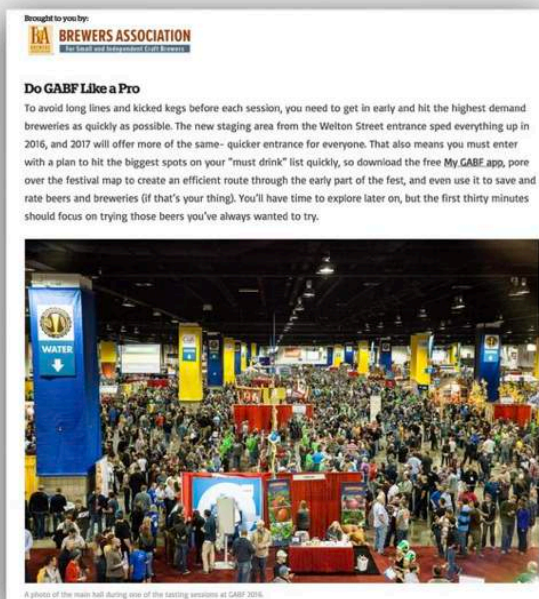 Brought to you by:
BA BREWERS ASSOCIATION
For Small and Independent Craft Brewers
Do GABF Like a Pro
To avoid long lines and kicked kegs before each session, you need to get in early and hit the highest demand
breweries as quickly as possible. The new staging area from the Welton Street entrance sped everything up in
2016, and 2017 will offer more of the same- quicker entrance for everyone. That also means you must enter
with a plan to hit the biggest spots on your “must drink” list quickly, so download the free My GABF app, pore
over the festival map to create an efficient route through the early part of the fest, and even use it to save and
rate beers and breweries (if that's your thing). You'll have time to explore later on, but the first thirty minutes
should focus on trying those beers you've always wanted to try.
WATER
A photo of the main hall during one of the tasting sessions at GABF 2016.